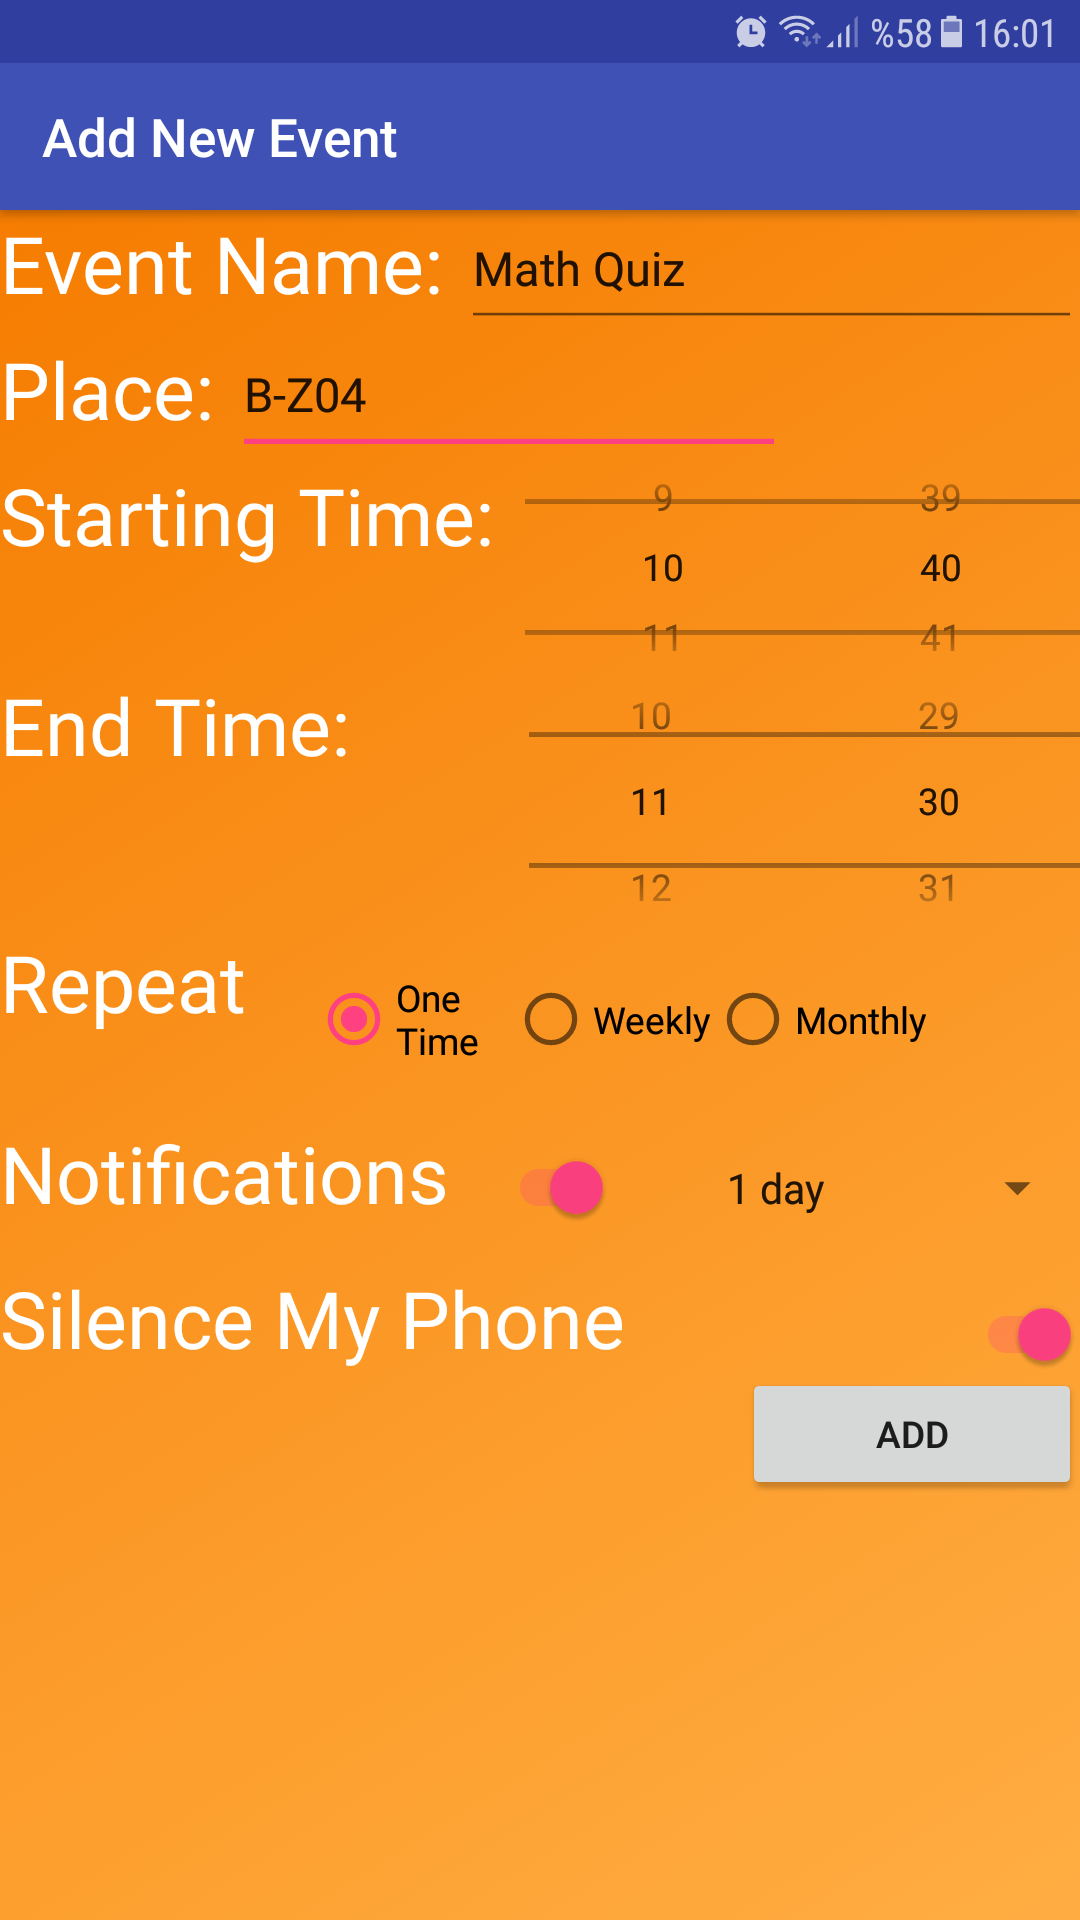 %58 16:01
Add New Event
Event Name: Math Quiz
Place: B-Z04
Starting Time:
9 39
10 40
11 41
End Time:
10 29
11 30
12 31
Repeat
One Time
Weekly
Monthly
Notifications 1 day
Silence My Phone
ADD